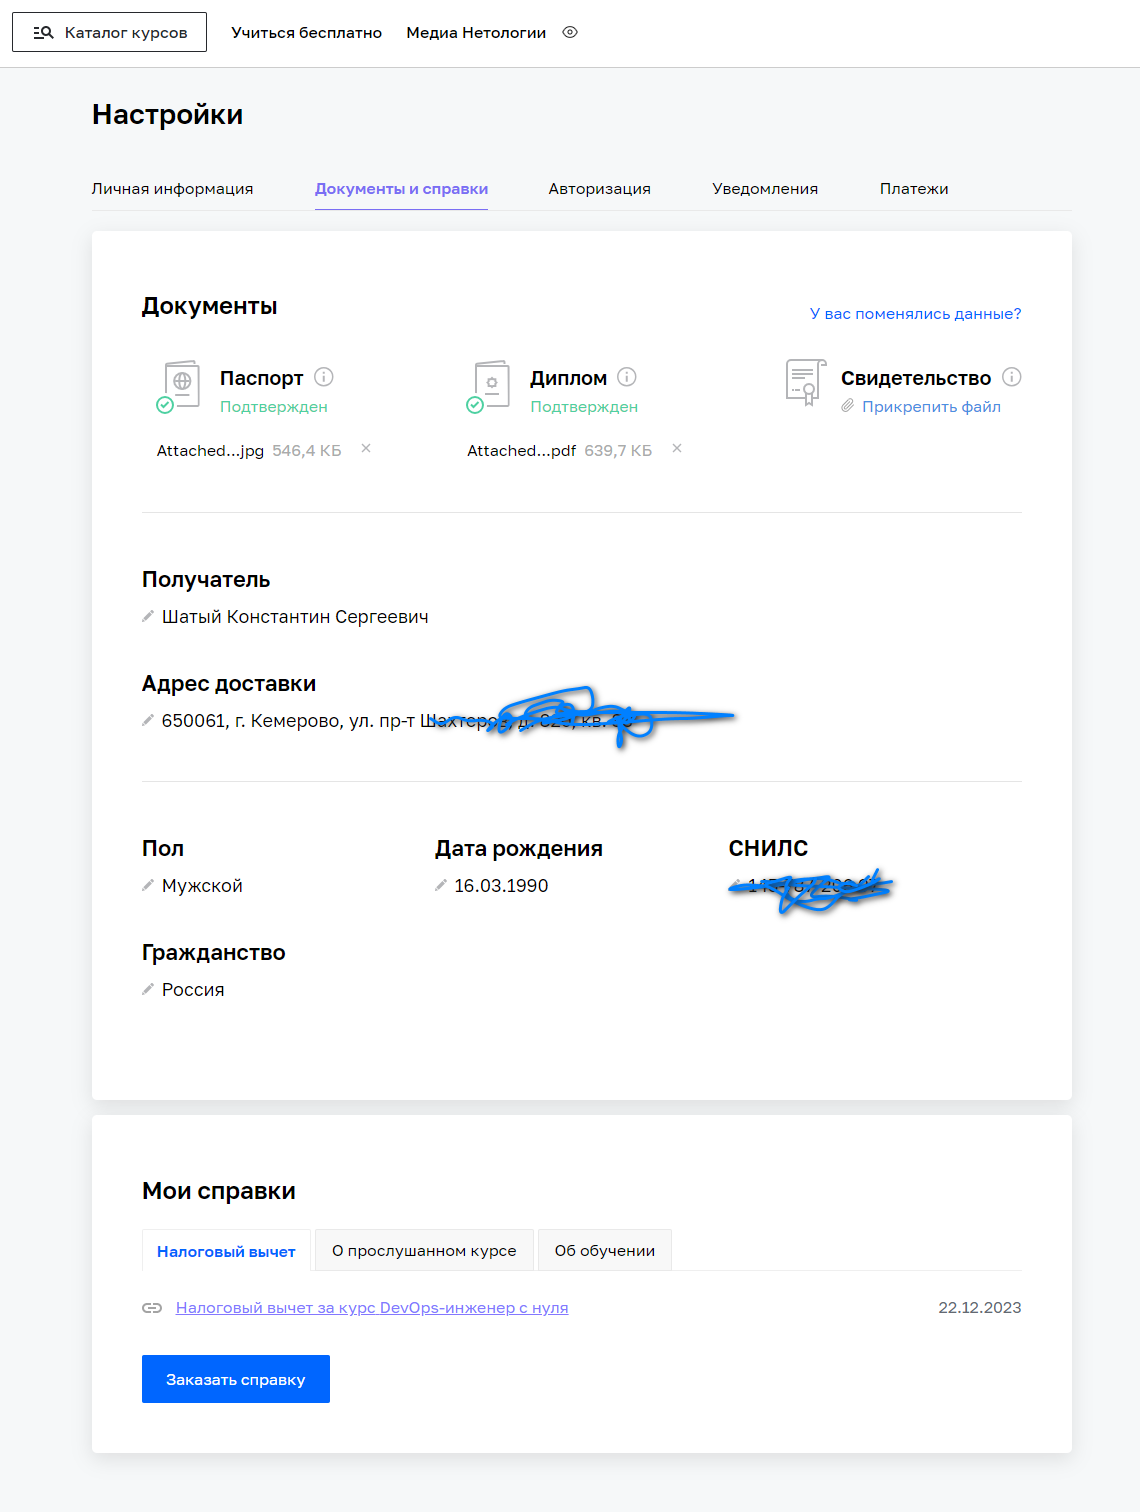 Каталог курсов Учиться бесплатно Медиа Нетологии
Настройки
Личная информация Документы и справки Авторизация Уведомления Платежи
Документы
У вас поменялись данные?
Паспорт Диплом Свидетельство
Подтвержден Подтвержден Прикрепить файл
Attached...jpg 546,4 КБ Attached...pdf 639,7 КБ
Получатель
Шатый Константин Сергеевич
Адрес доставки
650061, г. Кемерово, ул. пр-т
Пол Дата рождения СНИЛС
Мужской 16.03.1990
Гражданство
Россия
Мои справки
Налоговый вычет О прослушанном курсе Об обучении
Налоговый вычет за курс DevOps-инженер с нуля 22.12.2023
Заказать справку